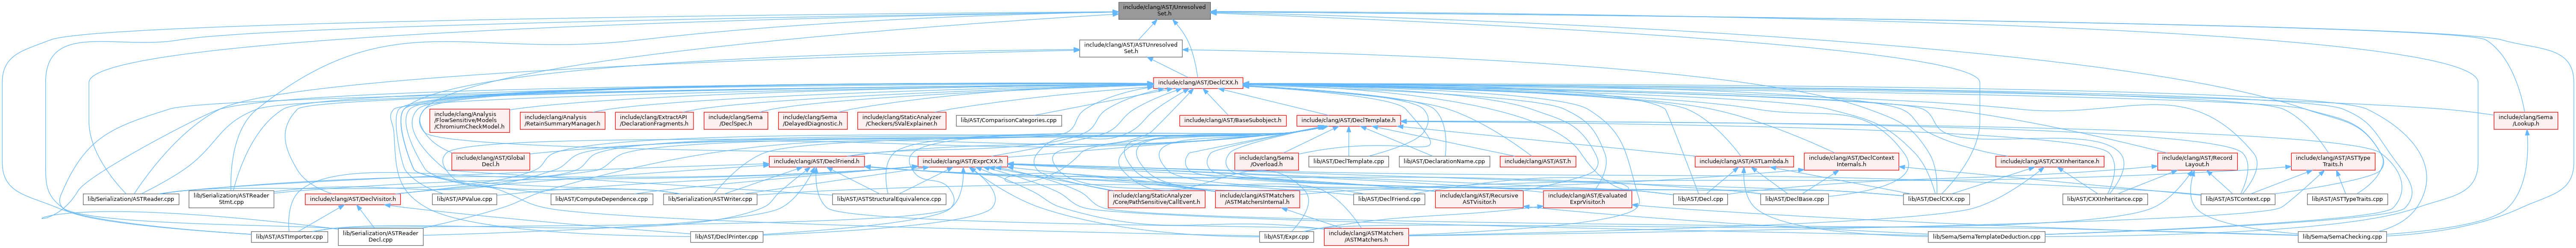 include/clang/AST/Unresolved
Set.h
include/clang/AST/ASTUnresolved
Set.h
include/clang/AST/DeclCXX.h
include/clang/Analysis
/FlowSensitive/Models
/ChromiumCheckModel.h
include/clang/Analysis
/RetainSummaryManager.h
include/clang/ExtractAPI
/DeclarationFragments.h
include/clang/Sema
/DeclSpec.h
include/clang/Sema
/DelayedDiagnostic.h
include/clang/StaticAnalyzer
/Checkers/SValExplainer.h
lib/AST/ComparisonCategories.cpp
include/clang/AST/BaseSubobject.h
include/clang/AST/DeclTemplate.h
include/clang/Sema
/Lookup.h
include/clang/AST/Global
Decl.h
include/clang/AST/DeclFriend.h
include/clang/AST/ExprCXX.h
include/clang/Sema
/Overload.h
lib/AST/DeclTemplate.cpp
lib/AST/DeclarationName.cpp
include/clang/AST/AST.h
include/clang/AST/ASTLambda.h
include/clang/AST/DeclContext
Internals.h
include/clang/AST/CXXInheritance.h
include/clang/AST/Record
Layout.h
include/clang/AST/ASTType
Traits.h
lib/Serialization/ASTReader.cpp
lib/Serialization/ASTReader
Stmt.cpp
include/clang/AST/DeclVisitor.h
lib/AST/APValue.cpp
lib/AST/ComputeDependence.cpp
lib/Serialization/ASTWriter.cpp
lib/AST/ASTStructuralEquivalence.cpp
include/clang/StaticAnalyzer
/Core/PathSensitive/CallEvent.h
include/clang/ASTMatchers
/ASTMatchersInternal.h
lib/AST/DeclFriend.cpp
include/clang/AST/Recursive
ASTVisitor.h
include/clang/AST/Evaluated
ExprVisitor.h
lib/AST/Decl.cpp
lib/AST/DeclBase.cpp
lib/AST/DeclCXX.cpp
lib/AST/CXXInheritance.cpp
lib/AST/ASTContext.cpp
lib/AST/ASTTypeTraits.cpp
lib/AST/ASTImporter.cpp
lib/Serialization/ASTReader
Decl.cpp
lib/AST/DeclPrinter.cpp
lib/AST/Expr.cpp
include/clang/ASTMatchers
/ASTMatchers.h
lib/Sema/SemaTemplateDeduction.cpp
lib/Sema/SemaChecking.cpp